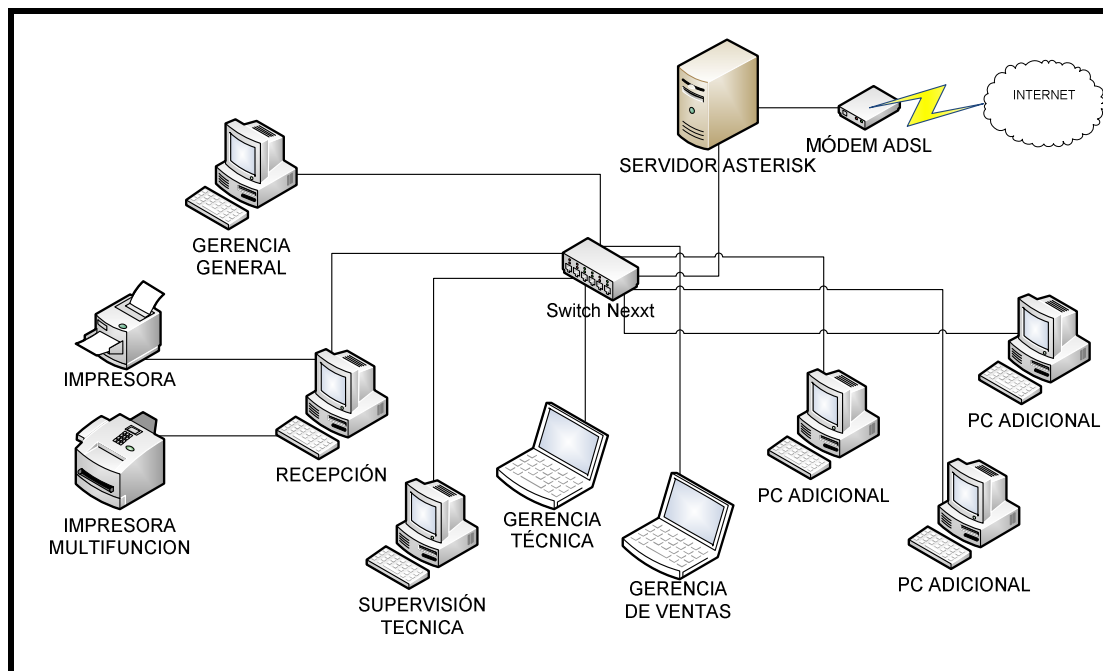 INTERNET
MÓDEM ADSL
SERVIDOR ASTERISK
GERENCIA
GENERAL
Switch Nexxt
IMPRESORA
PC ADICIONAL
RECEPCIÓN
PC ADICIONAL
IMPRESORA
MULTIFUNCION
GERENCIA
TÉCNICA
PC ADICIONAL
GERENCIA
DE VENTAS
SUPERVISIÓN
TECNICA